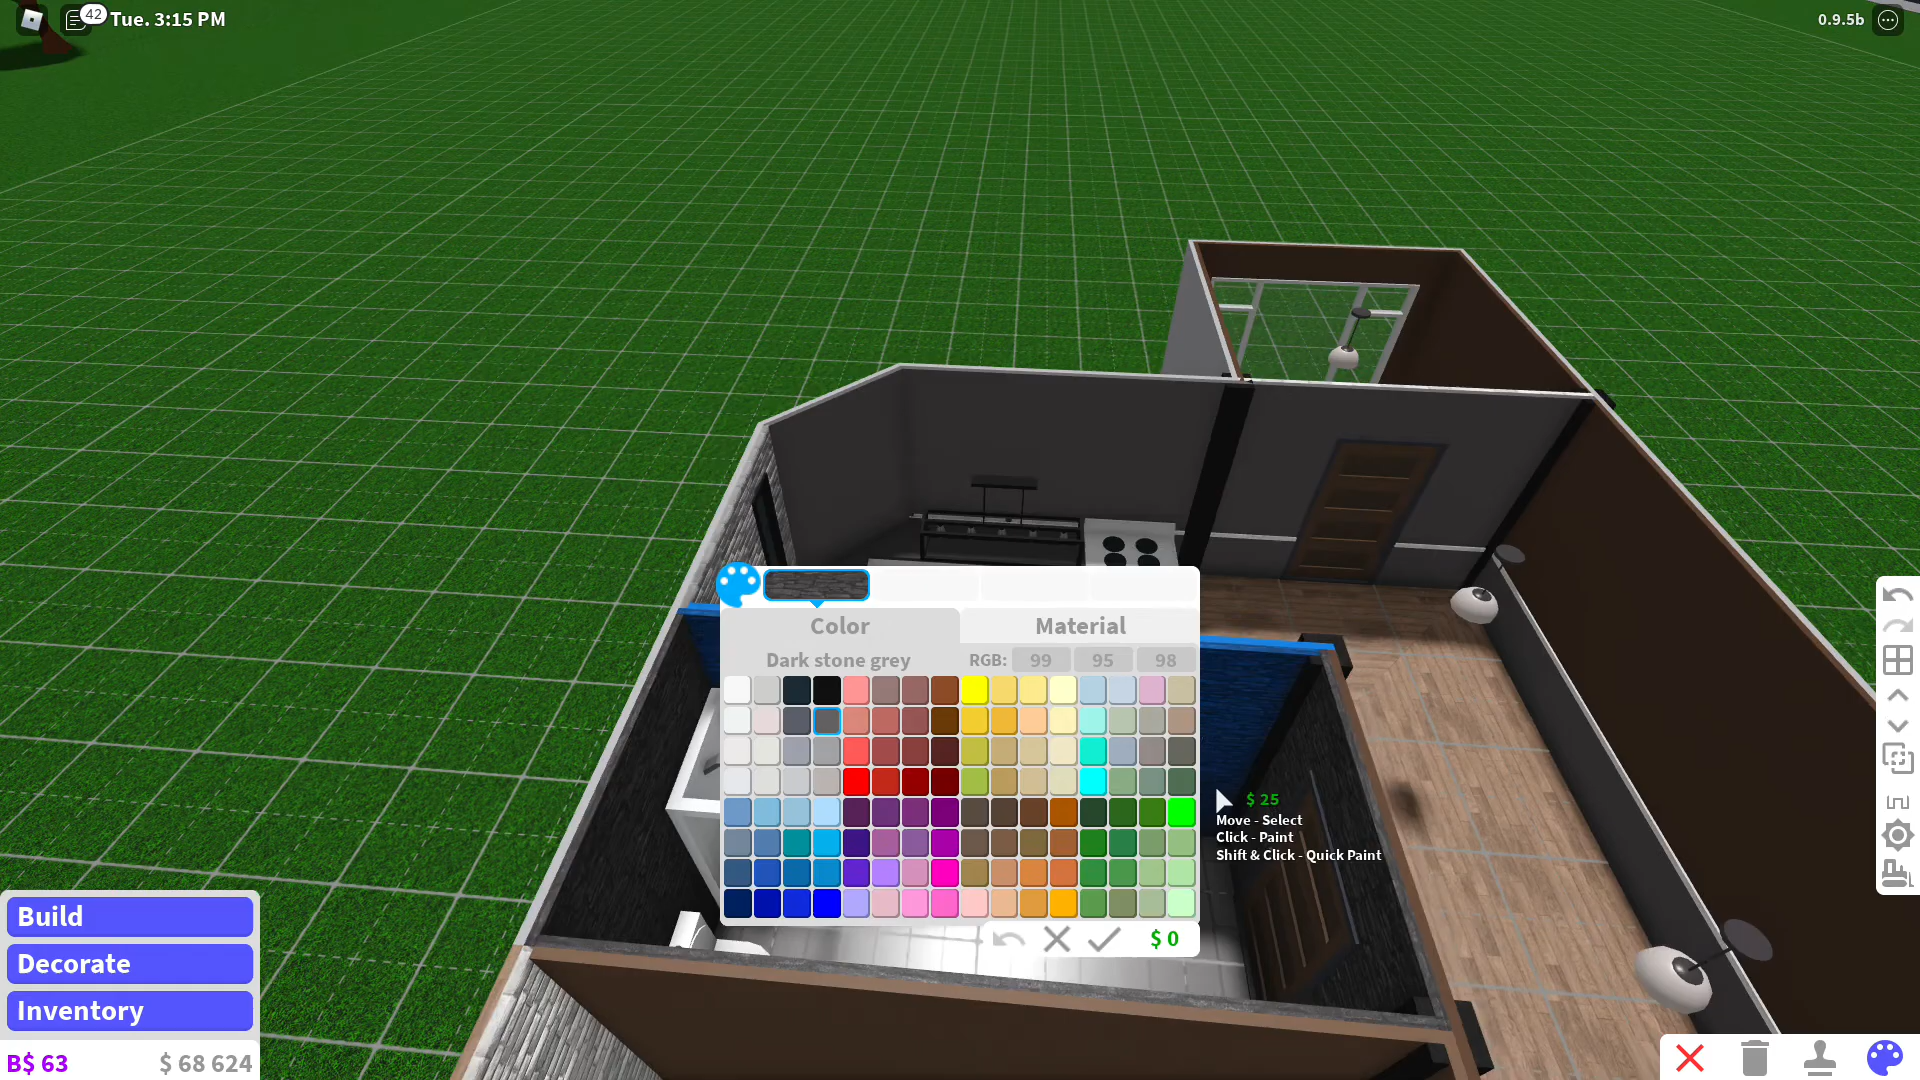 42 Tue. 3:15 PM
0.9.5b
Color
Material
Dark stone grey
RGB: 99 95 98
$ 25
Move - Select
Click - Paint
Shift & Click - Quick Paint
$ 0
Build
Decorate
Inventory
B$ 63
$ 68 624